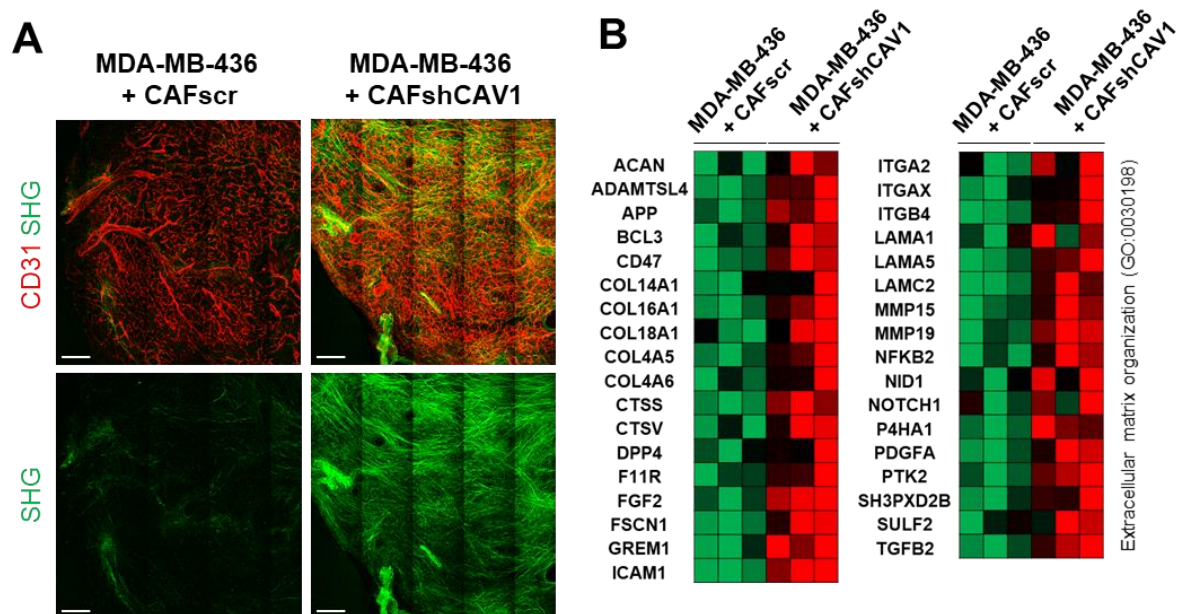 A
MDA-MB-436
+ CAFscr
MDA-MB-436
+ CAFshCAV1
CD31 SHG
SHG
B
MDA-MB-436
+ CAFscr
MDA-MB-436
+ CAFshCAV1
ACAN
ADAMTSL4
APP
BCL3
CD47
COL14A1
COL16A1
COL18A1
COL4A5
COL4A6
CTSS
CTSV
DPP4
F11R
FGF2
FSCN1
GREM1
ICAM1
MDA-MB-436
+ CAFscr
MDA-MB-436
+ CAFshCAV1
ITGA2
ITGAX
ITGB4
LAMA1
LAMA5
LAMC2
MMP15
MMP19
NFKB2
NID1
NOTCH1
P4HA1
PDGFA
PTK2
SH3PXD2B
SULF2
TGFB2
Extracellular matrix organization (GO:0030198)